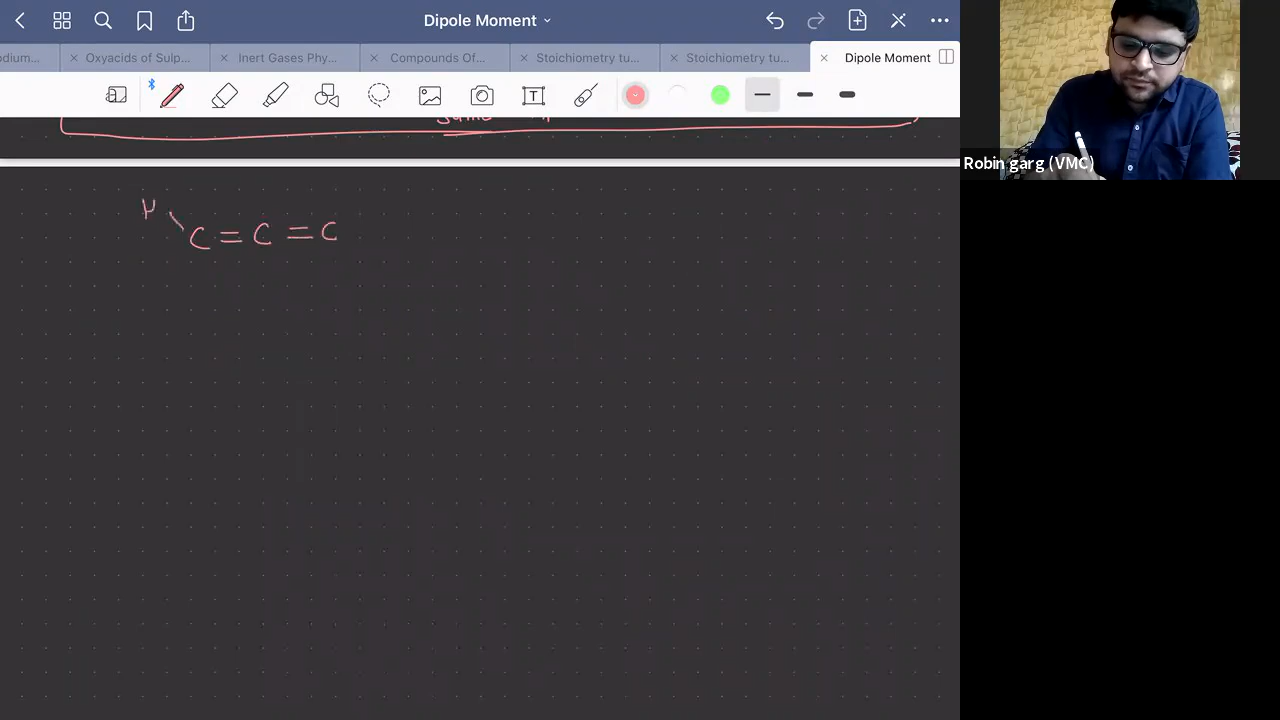 Dipole Moment
odium...
Oxyacids of Sulp...
Inert Gases Phy...
Compounds Of...
Stoichiometry tu...
Stoichiometry tu...
Dipole Moment
T
Robin garg (VMC)
H
C = C = C